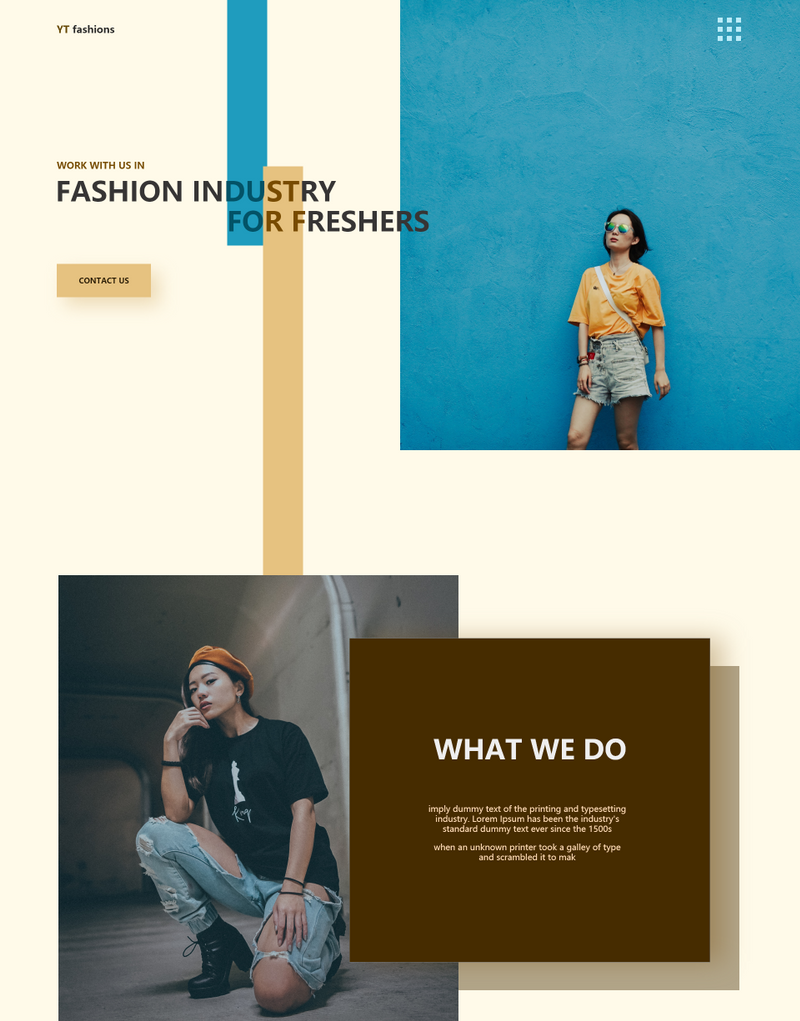 YT fashions
WORK WITH US IN
FASHION INDUSTRY
FOR FRESHERS
CONTACT US
WHAT WE DO
imply dummy text of the printing and typesetting
industry. Lorem Ipsum has been the industry's
standard dummy text ever since the 1500s
when an unknown printer took a galley of type
and scrambled it to mak